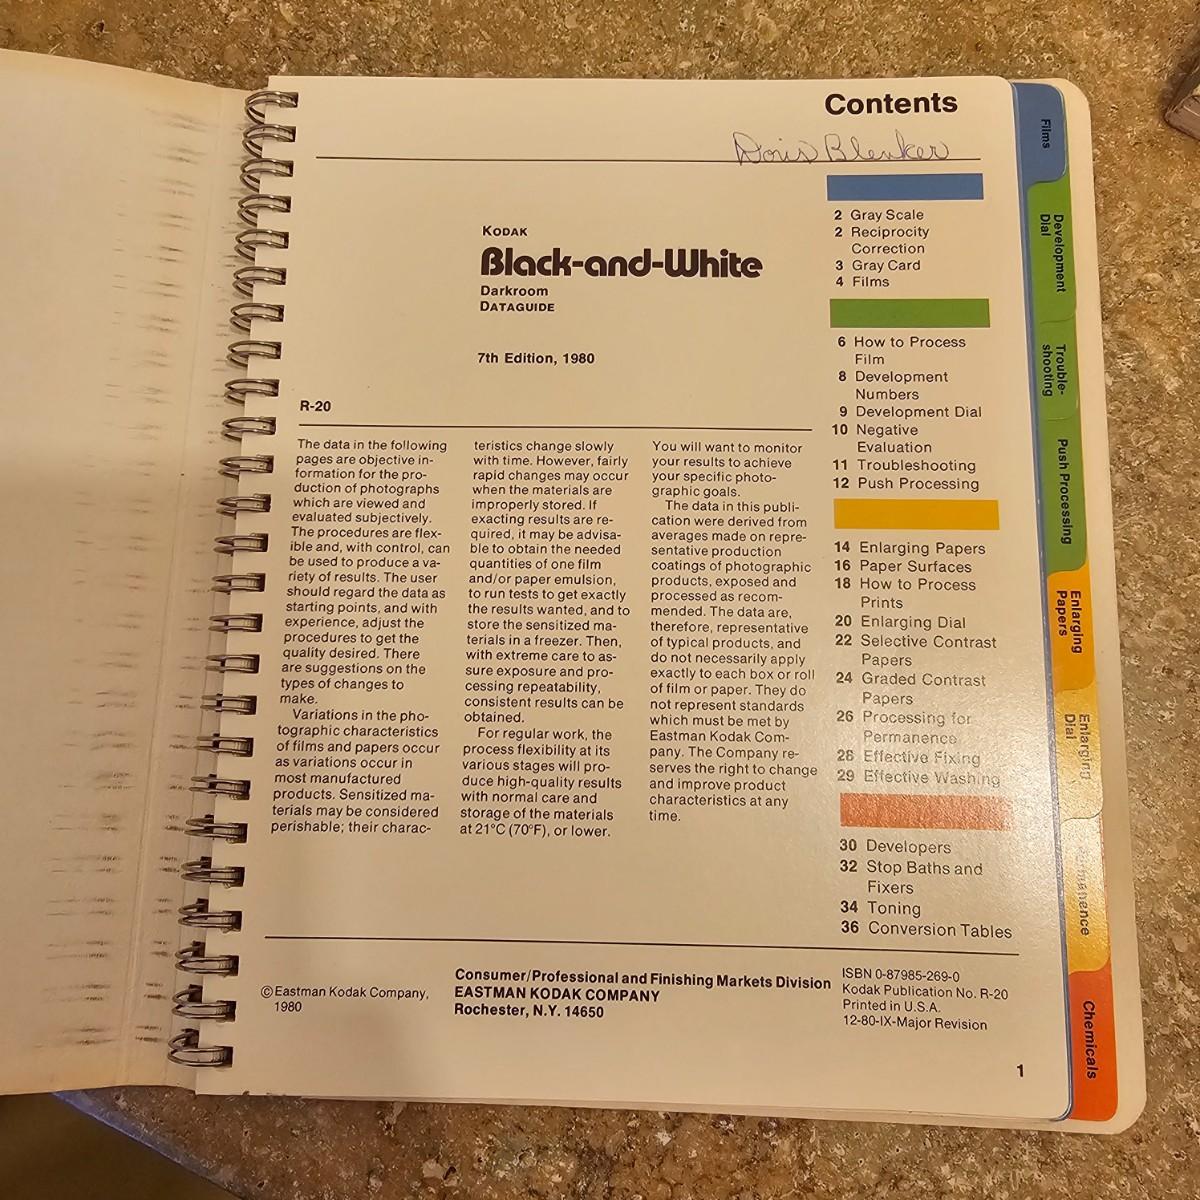 Contents
Doris Blenker
KODAK
Black-and-White
Darkroom
DATAGUIDE
7th Edition, 1980
R-20
The data in the following
pages are objective in-
formation for the pro-
duction of photographs
which are viewed and
evaluated subjectively.
The procedures are flex-
ible and, with control, can
be used to produce a va-
riety of results. The user
should regard the data as
starting points, and with
experience, adjust the
procedures to get the
quality desired. There
are suggestions on the
types of changes to
make.
Variations in the pho-
tographic characteristics
of films and papers occur
as variations occur in
most manufactured
products. Sensitized ma-
terials may be considered
perishable; their charac-
teristics change slowly
with time. However, fairly
rapid changes may occur
when the materials are
improperly stored. If
exacting results are re-
quired, it may be advisa-
ble to obtain the needed
quantities of one film
and/or paper emulsion,
to run tests to get exactly
the results wanted, and to
store the sensitized ma-
terials in a freezer. Then,
with extreme care to as-
sure exposure and pro-
cessing repeatability,
consistent results can be
obtained.
For regular work, the
process flexibility at its
various stages will pro-
duce high-quality results
with normal care and
storage of the materials
at 21°C (70°F), or lower.
You will want to monitor
your results to achieve
your specific photo-
graphic goals.
The data in this publi-
cation were derived from
averages made on repre-
sentative production
coatings of photographic
products, exposed and
processed as recom-
mended. The data are,
therefore, representative
of typical products, and
do not necessarily apply
exactly to each box or roll
of film or paper. They do
not represent standards
which must be met by
Eastman Kodak Com-
pany. The Company re-
serves the right to change
and improve product
characteristics at any
time.
2 Gray Scale
2 Reciprocity
Correction
3 Gray Card
4 Films
6 How to Process
Film
8 Development
Numbers
9 Development Dial
10 Negative
Evaluation
11 Troubleshooting
12 Push Processing
14 Enlarging Papers
16 Paper Surfaces
18 How to Process
Prints
20 Enlarging Dial
22 Selective Contrast
Papers
24 Graded Contrast
Papers
26 Processing for
Permanence
28 Effective Fixing
29 Effective Washing
30 Developers
32 Stop Baths and
Fixers
34 Toning
36 Conversion Tables
©Eastman Kodak Company,
1980
Consumer/Professional and Finishing Markets Division
EASTMAN KODAK COMPANY
Rochester, N.Y. 14650
ISBN 0-87985-269-0
Kodak Publication No. R-20
Printed in U.S.A.
12-80-IX-Major Revision
1
Films
Development
Dial
Trouble-
shooting
Push Processing
Enlarging
Papers
Enlarging
Dial
Permanence
Chemicals